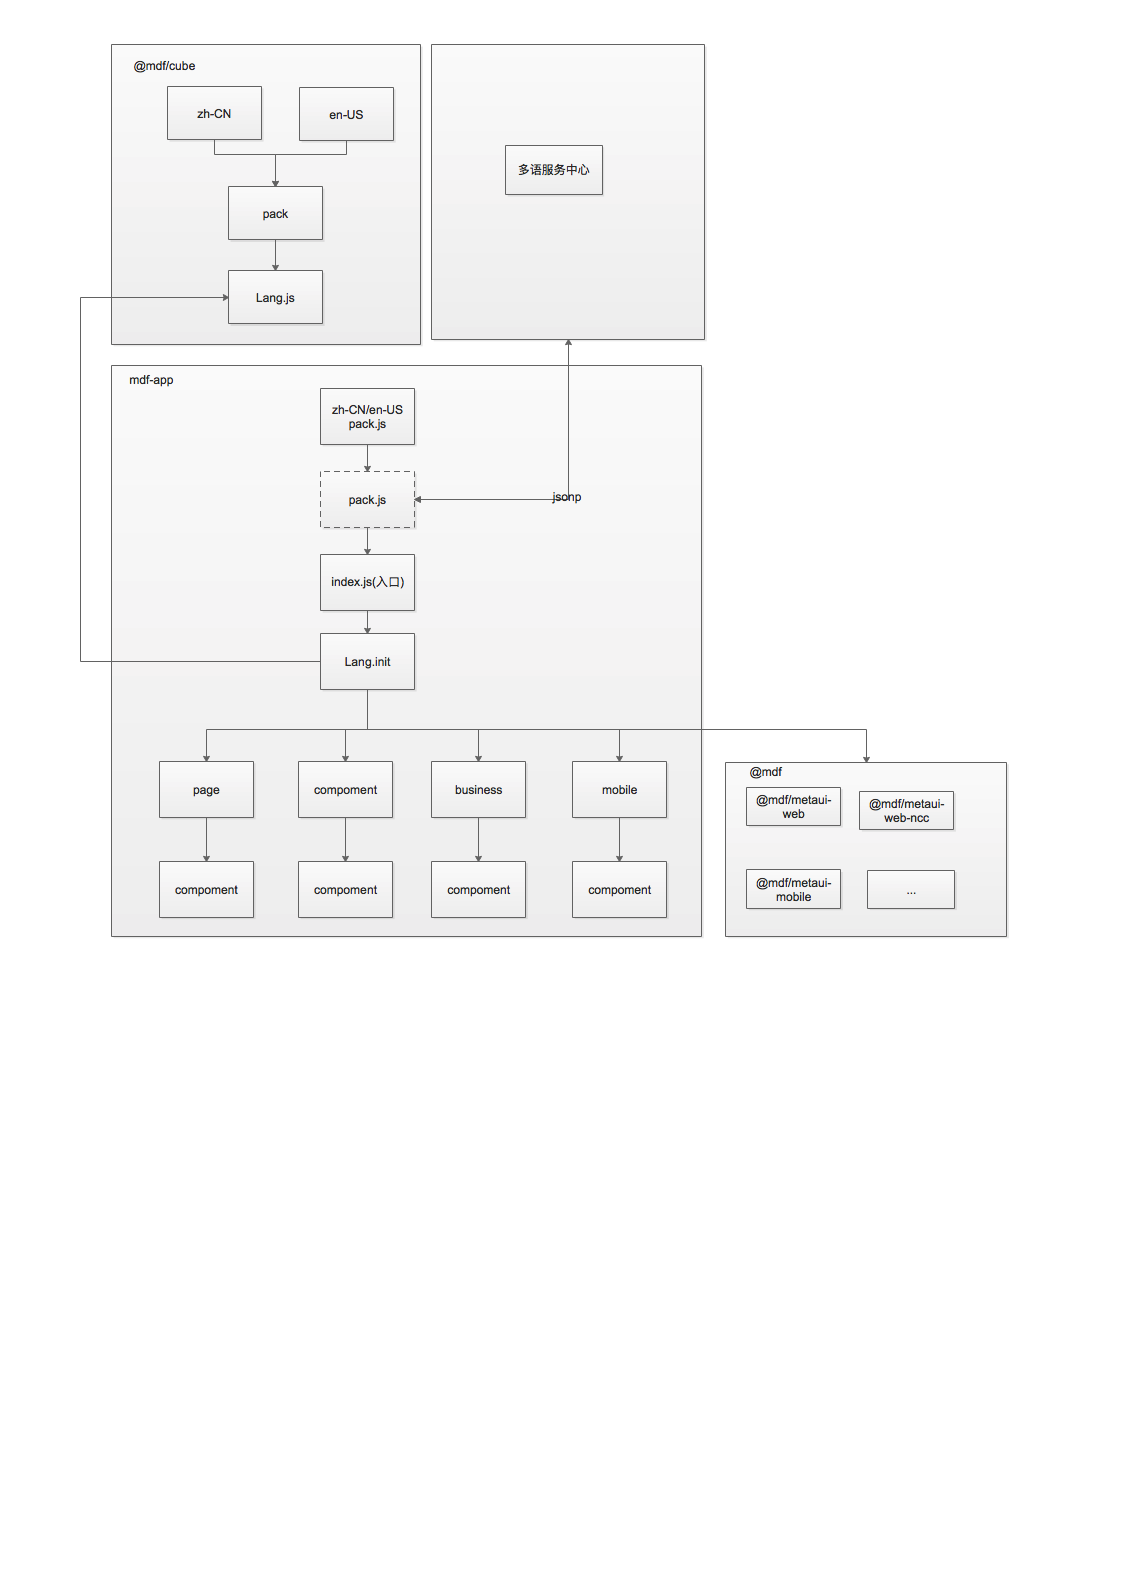 @mdf/cube
zh-CN
en-US
pack
Lang.js
多语服务中心
mdf-app
zh-CN/en-US
pack.js
pack.js
jsonp
index.js(入口)
Lang.init
page
compoment
business
mobile
compoment
compoment
compoment
compoment
@mdf
@mdf/metaui-
web
@mdf/metaui-
web-ncc
@mdf/metaui-
mobile
...